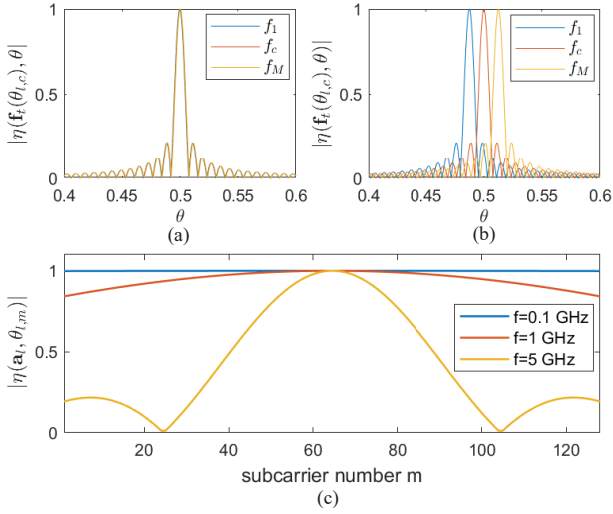 |η(f_t(θ_{l,c}), θ|
1
0.5
0
0.4
0.45
0.5
0.55
0.6
θ
(a)
f_1
f_c
f_M
|η(f_t(θ_{l,c}), θ)|
1
0.5
0
0.4
0.45
0.5
0.55
0.6
θ
(b)
f_1
f_c
f_M
|η(a_t, θ_{l,m})|
1
0.5
0
20
40
60
80
100
120
subcarrier number m
(c)
f=0.1 GHz
f=1 GHz
f=5 GHz